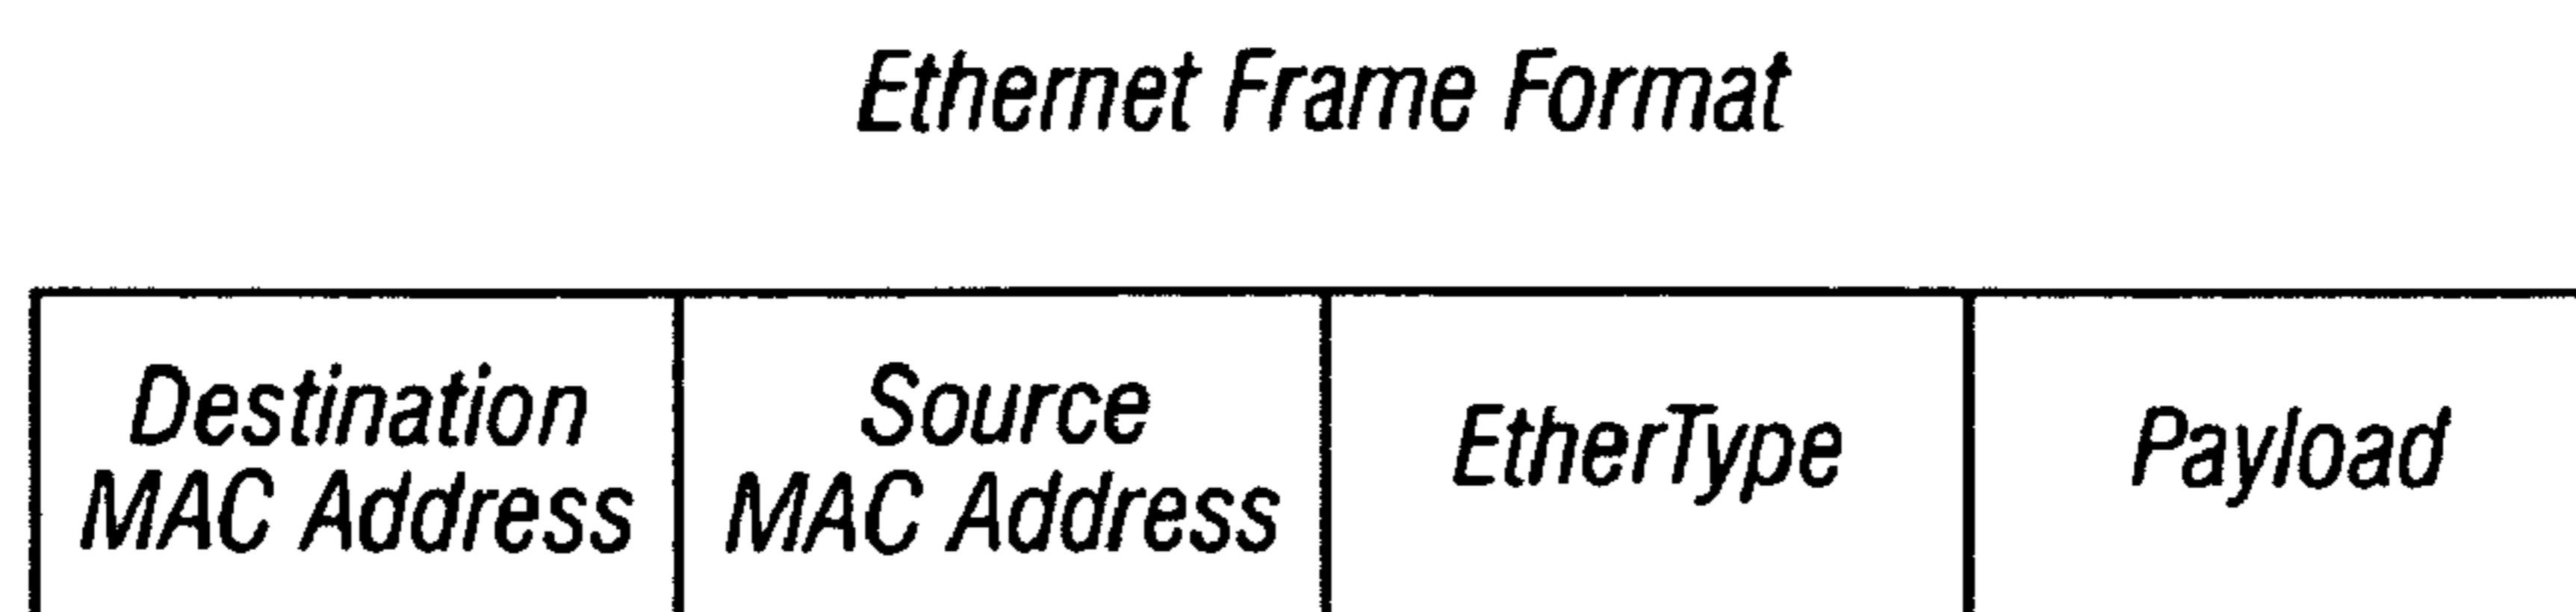 Ethernet Frame Format
Destination
MAC Address
Source
MAC Address
EtherType
Payload